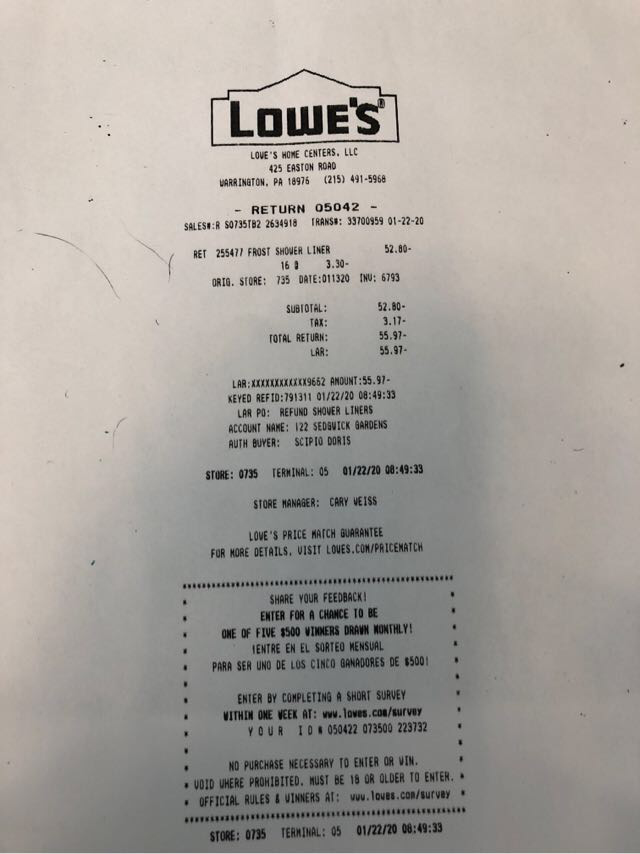 LOWE'S®
LOWE'S HOME CENTERS, LLC
425 EASTON ROAD
WARRINGTON, PA 18976 (215) 491-5968
- RETURN 05042 -
SALES#:R S0735TB2 2634918 TRANS#: 33700959 01-22-20
RET 255477 FROST SHOWER LINER 52.80-
16 @ 3.30-
ORIG. STORE: 735 DATE:011320 INV: 6793
SUBTOTAL: 52.80-
TAX: 3.17-
TOTAL RETURN: 55.97-
LAR: 55.97-
LAR:XXXXXXXXXXXX9662 AMOUNT:55.97-
KEYED REFID:791311 01/22/20 08:49:33
LAR PO: REFUND SHOWER LINERS
ACCOUNT NAME: 122 SEDGWICK GARDENS
AUTH BUYER: SCIPIO DORIS
STORE: 0735 TERMINAL: 05 01/22/20 08:49:33
STORE MANAGER: CARY WEISS
LOWE'S PRICE MATCH GUARANTEE
FOR MORE DETAILS, VISIT LOWES.COM/PRICEMATCH
SHARE YOUR FEEDBACK!
ENTER FOR A CHANCE TO BE
ONE OF FIVE $500 WINNERS DRAWN MONTHLY!
¡ENTRE EN EL SORTEO MENSUAL
PARA SER UNO DE LOS CINCO GANADORES DE $500!
ENTER BY COMPLETING A SHORT SURVEY
WITHIN ONE WEEK AT: www.lowes.com/survey
Y O U R  I D # 050422 073500 223732
NO PURCHASE NECESSARY TO ENTER OR WIN.
VOID WHERE PROHIBITED. MUST BE 18 OR OLDER TO ENTER.
OFFICIAL RULES & WINNERS AT: www.lowes.com/survey
STORE: 0735 TERMINAL: 05 01/22/20 08:49:33